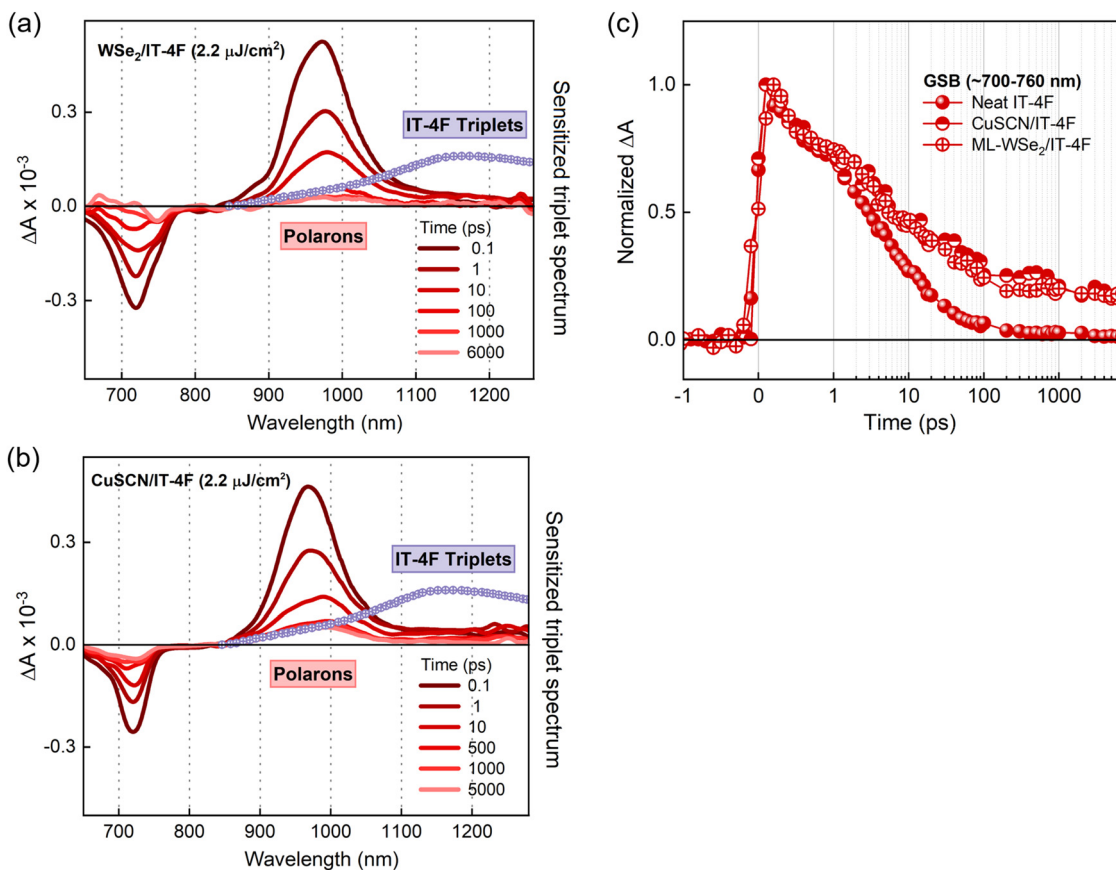 (a)
WSe₂/IT-4F (2.2 μJ/cm²)
IT-4F Triplets
Polarons
Time (ps)
0.1
1
10
100
1000
6000
0.3
0.0
-0.3
ΔA x 10⁻³
700 800 900 1000 1100 1200
Wavelength (nm)
Sensitized triplet spectrum
(b)
CuSCN/IT-4F (2.2 μJ/cm²)
IT-4F Triplets
Polarons
Time (ps)
0.1
1
10
500
1000
5000
0.3
0.0
-0.3
ΔA x 10⁻³
700 800 900 1000 1100 1200
Wavelength (nm)
Sensitized triplet spectrum
(c)
GSB (~700-760 nm)
Neat IT-4F
CuSCN/IT-4F
ML-WSe₂/IT-4F
1.0
0.5
0.0
Normalized ΔA
-1 0 1 10 100 1000
Time (ps)